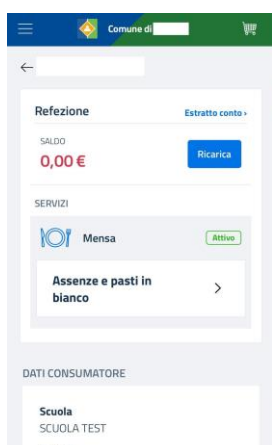 Comune di
Refezione
Estratto conto ›
SALDO
0,00 €
Ricarica
SERVIZI
Mensa
Attivo
Assenze e pasti in
bianco
DATI CONSUMATORE
Scuola
SCUOLA TEST